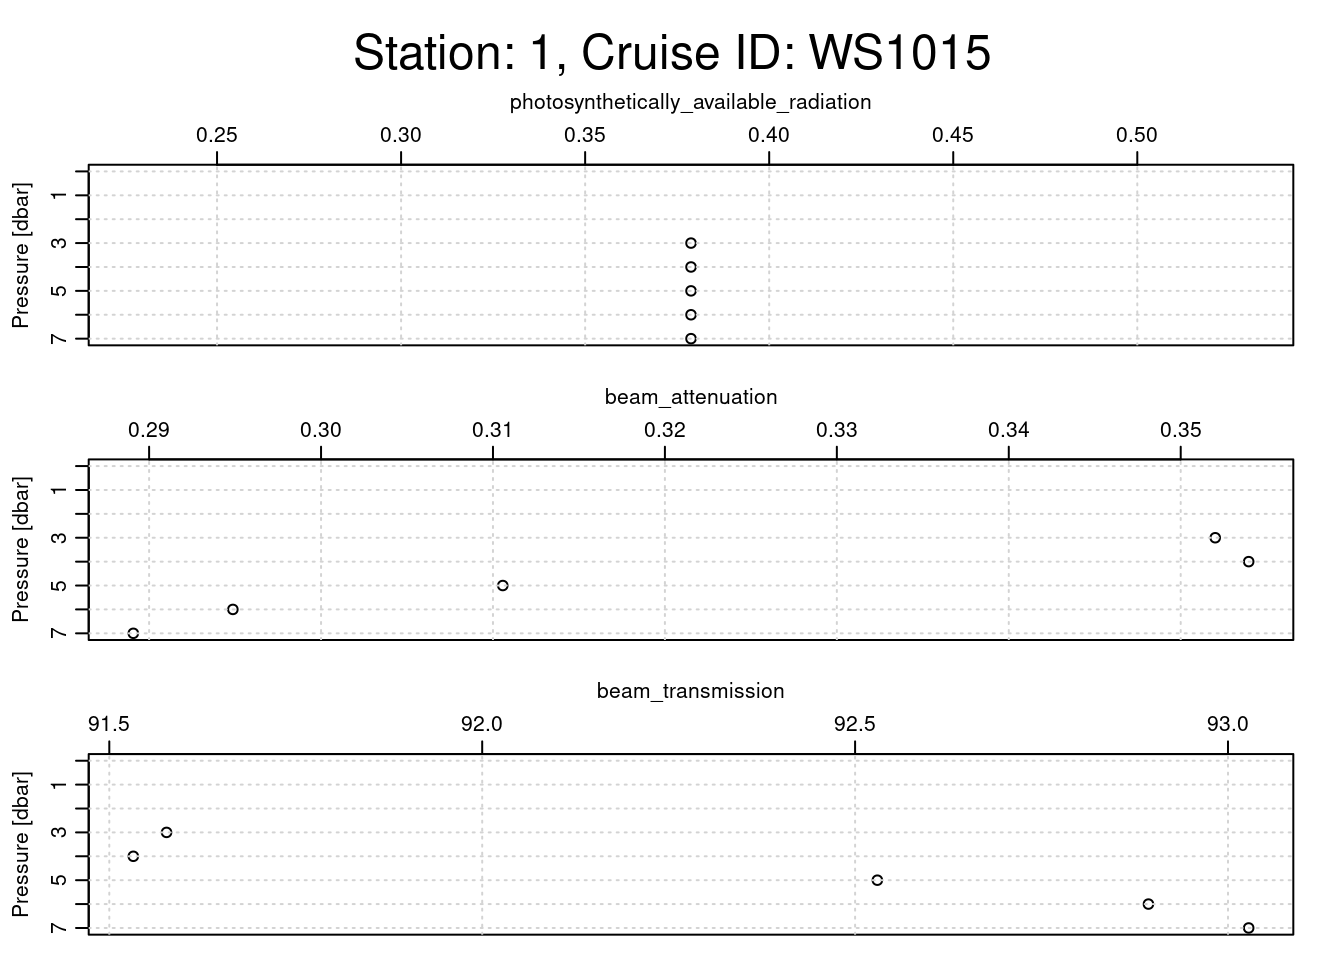 Station: 1, Cruise ID: WS1015
photosynthetically_available_radiation
0.25 0.30 0.35 0.40 0.45 0.50
Pressure [dbar]
1
3
5
7
beam_attenuation
0.29 0.30 0.31 0.32 0.33 0.34 0.35
Pressure [dbar]
1
3
5
7
beam_transmission
91.5 92.0 92.5 93.0
Pressure [dbar]
1
3
5
7